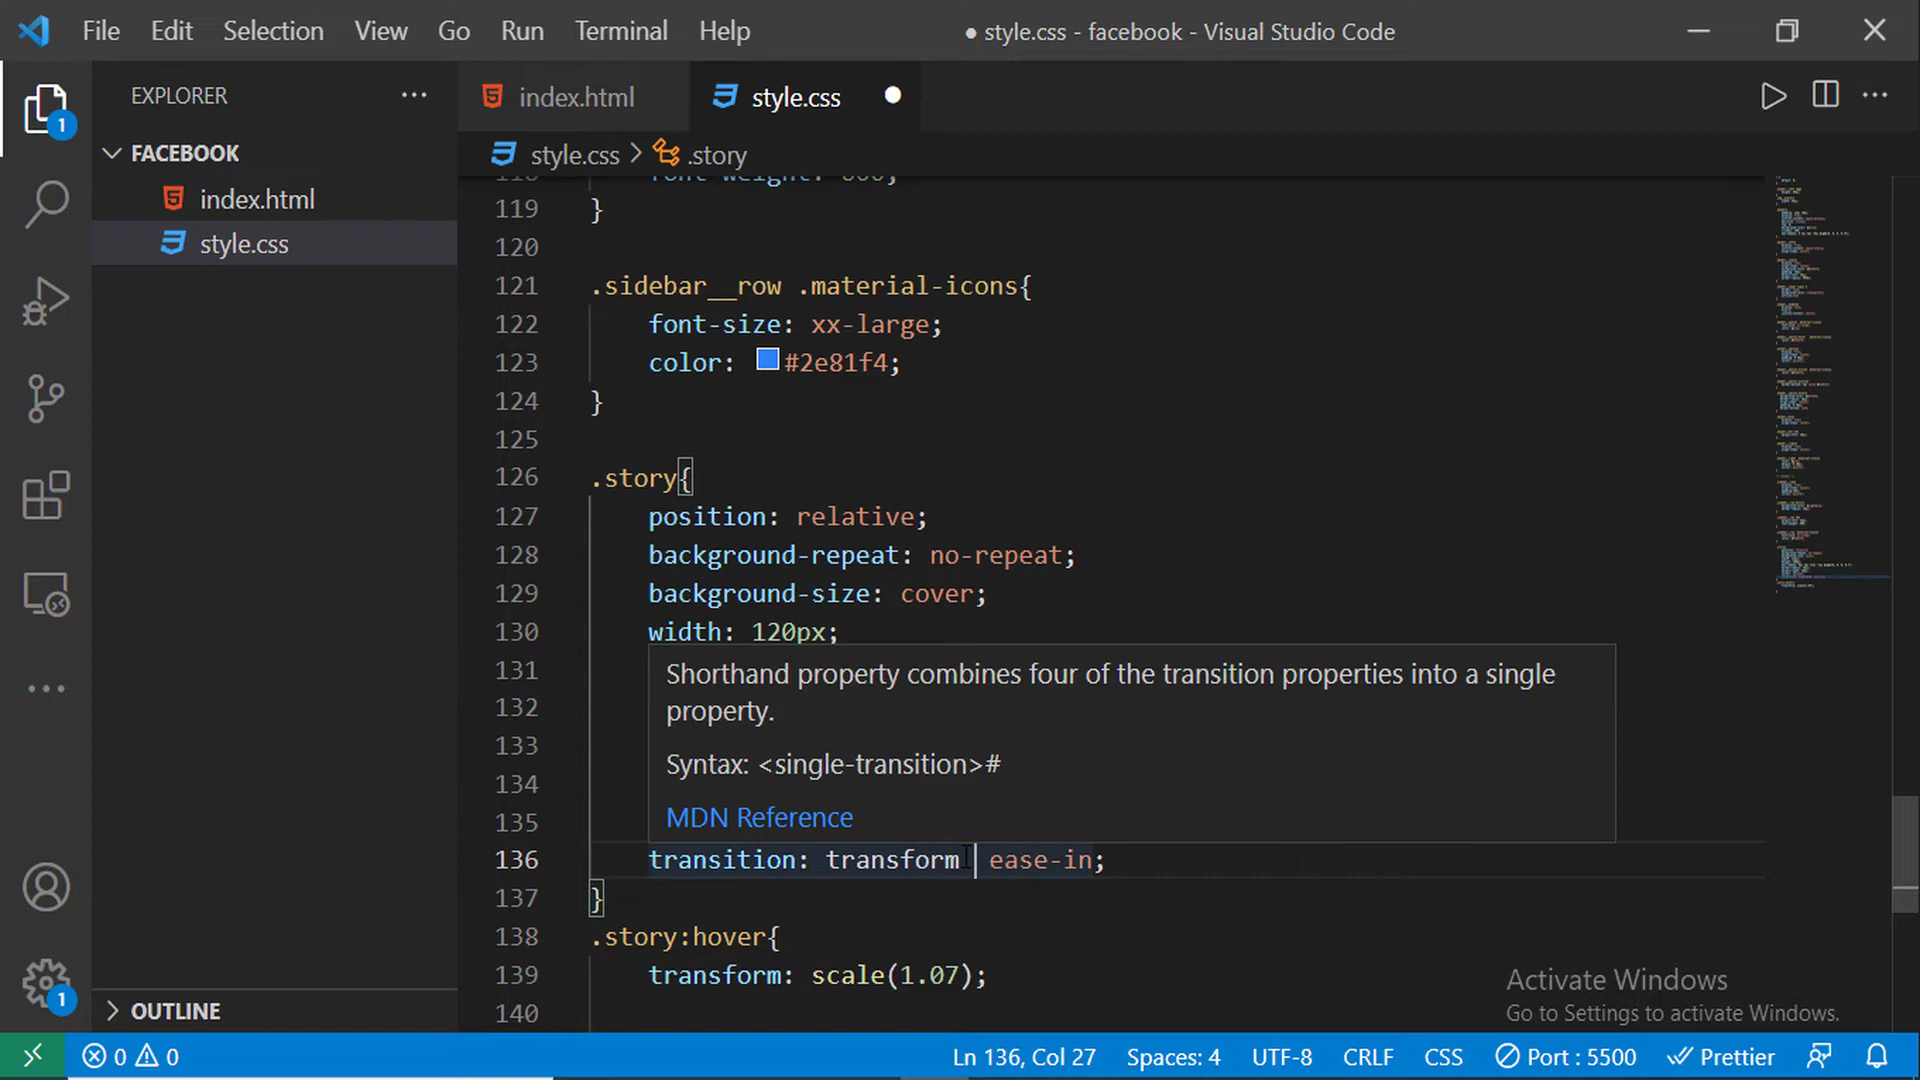 File Edit Selection View Go Run Terminal Help
● style.css - facebook - Visual Studio Code
EXPLORER
index.html
style.css
1
FACEBOOK
style.css > .story
index.html
style.css
119 }
120
121 .sidebar__row .material-icons{
122 font-size: xx-large;
123 color: #2e81f4;
124 }
125
126 .story{
127 position: relative;
128 background-repeat: no-repeat;
129 background-size: cover;
130 width: 120px;
131
132
133
134
135
Shorthand property combines four of the transition properties into a single
property.
Syntax: <single-transition>#
MDN Reference
136 transition: transform ease-in;
137 }
138 .story:hover{
139 transform: scale(1.07);
140
Activate Windows
Go to Settings to activate Windows.
1
OUTLINE
0 0
Ln 136, Col 27 Spaces: 4 UTF-8 CRLF CSS Port : 5500 Prettier